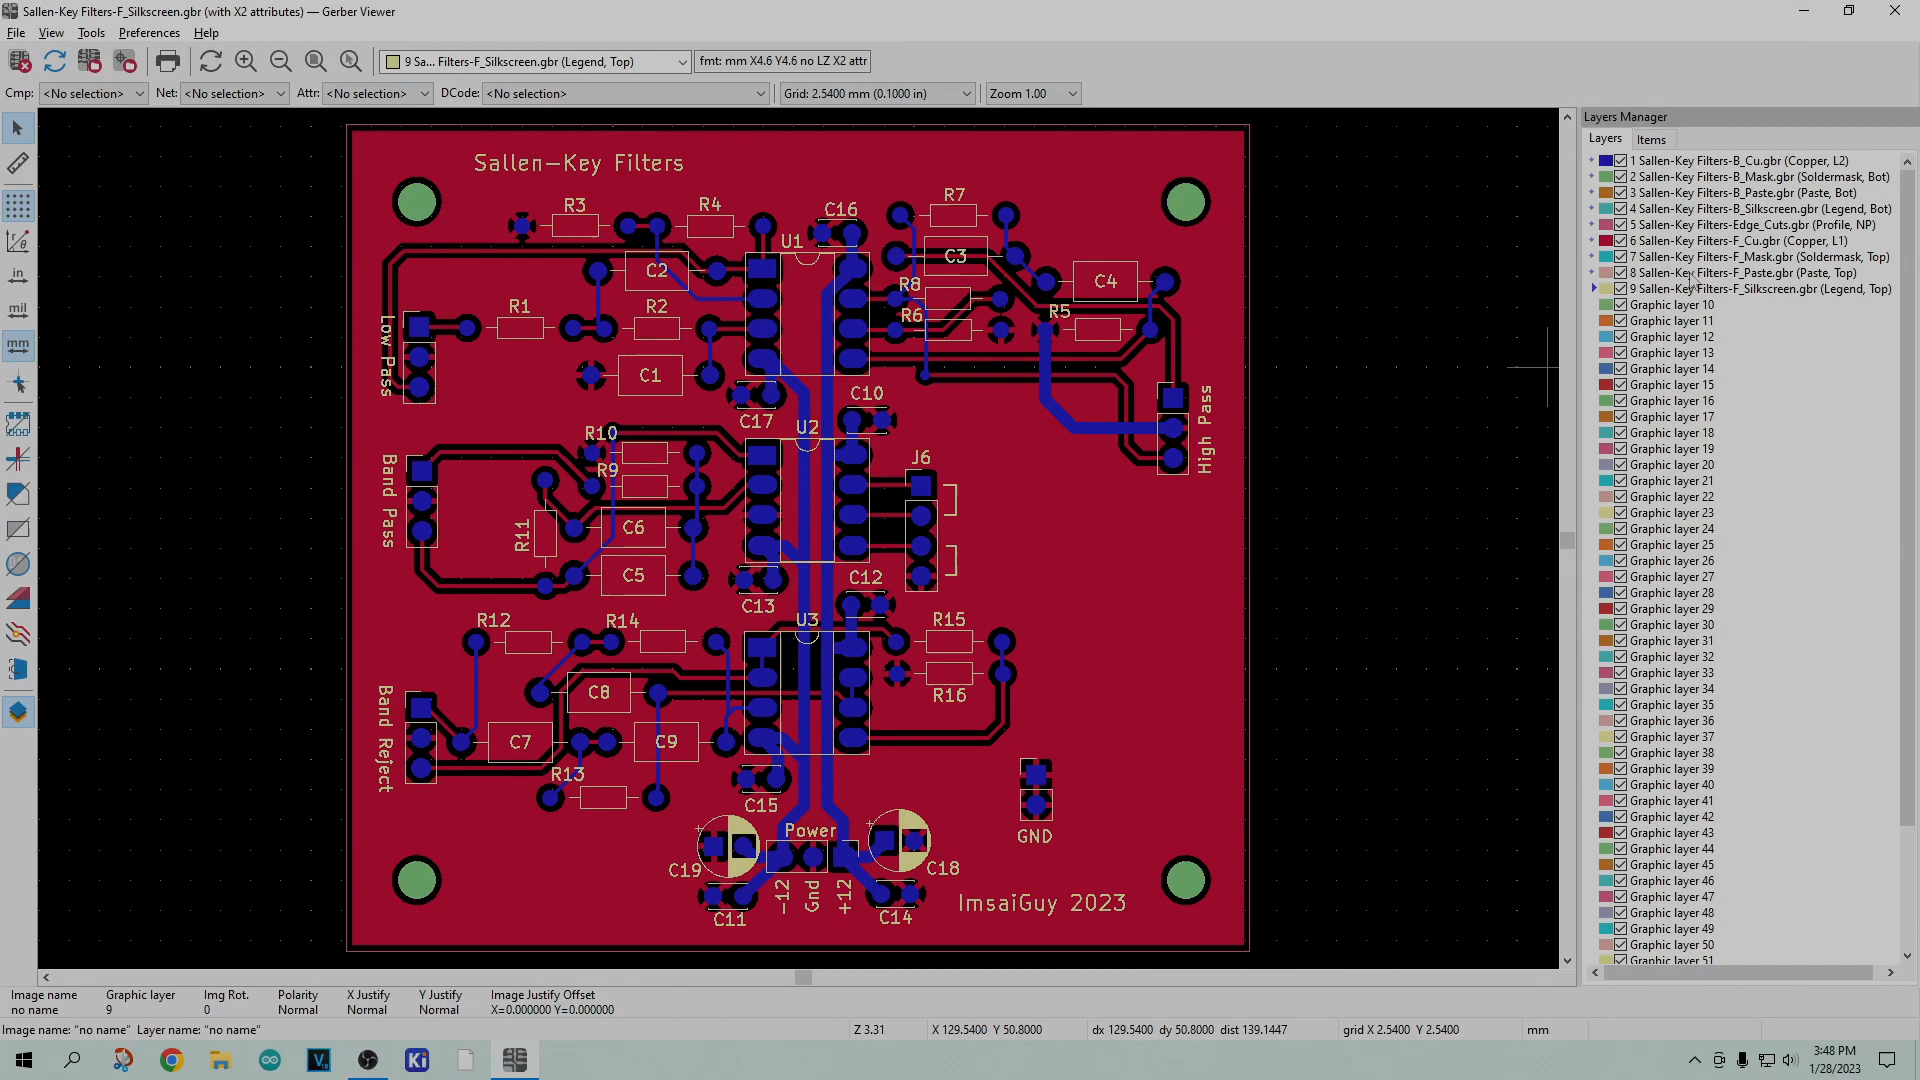 Sallen-Key Filters-F_Silkscreen.gbr (with X2 attributes) — Gerber Viewer
File View Tools Preferences Help
9 Sa... Filters-F_Silkscreen.gbr (Legend, Top) fmt: mm X4.6 Y4.6 no LZ X2 attr
Cmp: <No selection> Net: <No selection> Attr: <No selection> DCode: <No selection> Grid: 2.5400 mm (0.1000 in) Zoom 1.00
in
mil
mm
Sallen-Key Filters
R3 R4 C16 R7
U1
C2 C3 C4
R8
R1 R2 R6 R5
Low Pass
C1
C17 C10
High Pass
U2
R10
R9
J6
Band Pass
R11
C6
C5
C13 C12
R12 R14 U3 R15
R16
C8
Band Reject
C7 C9
R13
C15
Power
GND
C19 C18
-12 Gnd +12
C11 C14
ImsaiGuy 2023
Layers Manager
Layers Items
1 Sallen-Key Filters-B_Cu.gbr (Copper, L2)
2 Sallen-Key Filters-B_Mask.gbr (Soldermask, Bot)
3 Sallen-Key Filters-B_Paste.gbr (Paste, Bot)
4 Sallen-Key Filters-B_Silkscreen.gbr (Legend, Bot)
5 Sallen-Key Filters-Edge_Cuts.gbr (Profile, NP)
6 Sallen-Key Filters-F_Cu.gbr (Copper, L1)
7 Sallen-Key Filters-F_Mask.gbr (Soldermask, Top)
8 Sallen-Key Filters-F_Paste.gbr (Paste, Top)
9 Sallen-Key Filters-F_Silkscreen.gbr (Legend, Top)
Graphic layer 10
Graphic layer 11
Graphic layer 12
Graphic layer 13
Graphic layer 14
Graphic layer 15
Graphic layer 16
Graphic layer 17
Graphic layer 18
Graphic layer 19
Graphic layer 20
Graphic layer 21
Graphic layer 22
Graphic layer 23
Graphic layer 24
Graphic layer 25
Graphic layer 26
Graphic layer 27
Graphic layer 28
Graphic layer 29
Graphic layer 30
Graphic layer 31
Graphic layer 32
Graphic layer 33
Graphic layer 34
Graphic layer 35
Graphic layer 36
Graphic layer 37
Graphic layer 38
Graphic layer 39
Graphic layer 40
Graphic layer 41
Graphic layer 42
Graphic layer 43
Graphic layer 44
Graphic layer 45
Graphic layer 46
Graphic layer 47
Graphic layer 48
Graphic layer 49
Graphic layer 50
Graphic layer 51
Image name Graphic layer Img Rot. Polarity X Justify Y Justify Image Justify Offset
no name 9 0 Normal Normal Normal X=0.000000 Y=0.000000
Image name: "no name" Layer name: "no name" Z 3.31 X 129.5400 Y 50.8000 dx 129.5400 dy 50.8000 dist 139.1447 grid X 2.5400 Y 2.5400 mm
Ki
3:48 PM
1/28/2023